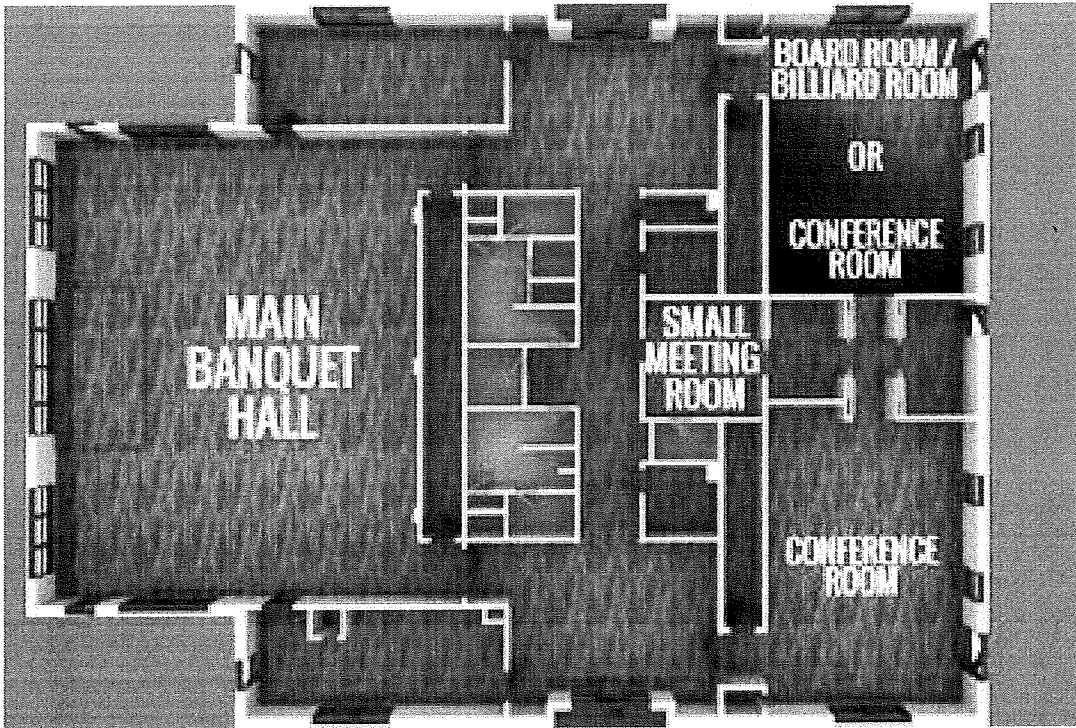 MAIN
BANQUET
HALL
SMALL
MEETING
ROOM
BOARD ROOM /
BILLIARD ROOM
OR
CONFERENCE
ROOM
CONFERENCE
ROOM